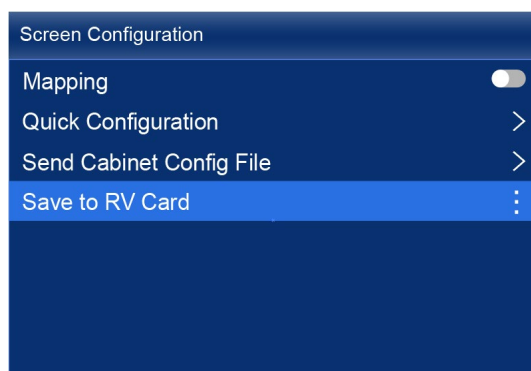 Screen Configuration
Mapping
Quick Configuration
Send Cabinet Config File
Save to RV Card